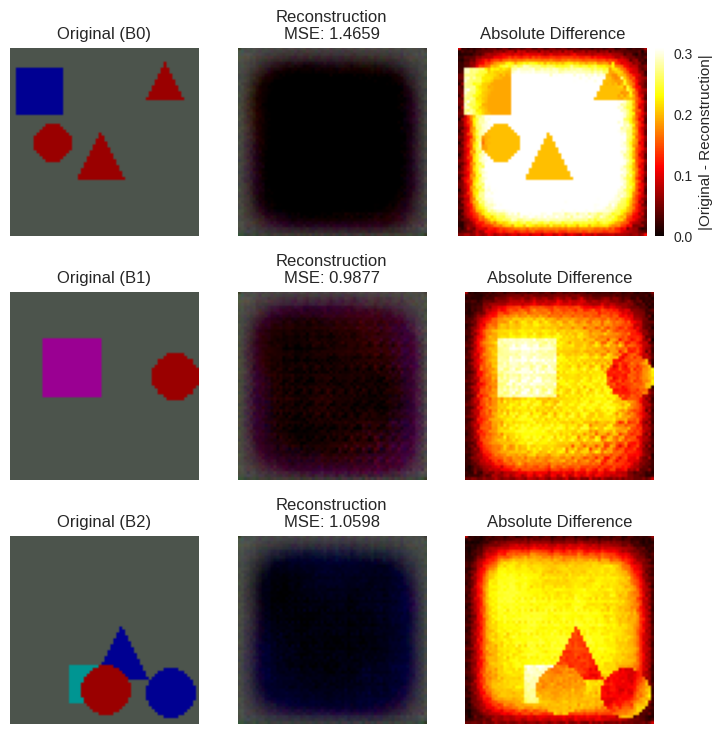 Original (B0)
Reconstruction
MSE: 1.4659
Absolute Difference
0.3
0.2
0.1
0.0
|Original - Reconstruction|
Original (B1)
Reconstruction
MSE: 0.9877
Absolute Difference
Original (B2)
Reconstruction
MSE: 1.0598
Absolute Difference